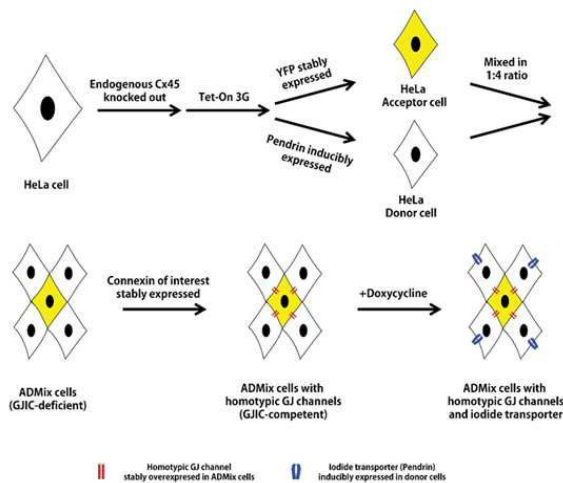 Endogenous Cx45
knocked out
Tet-On 3G
YFP stably
expressed
Pendrin inducibly
expressed
HeLa
Acceptor cell
Mixed in
1:4 ratio
HeLa cell
HeLa
Donor cell
Connexin of interest
stably expressed
+Doxycycline
ADMix cells
(GJIC-deficient)
ADMix cells with
homotypic GJ channels
(GJIC-competent)
ADMix cells with
homotypic GJ channels
and iodide transporter
Homotypic GJ channel
stably overexpresed in ADMix cells
Iodide transporter (Pendrin)
inducibly expressed in donor cells